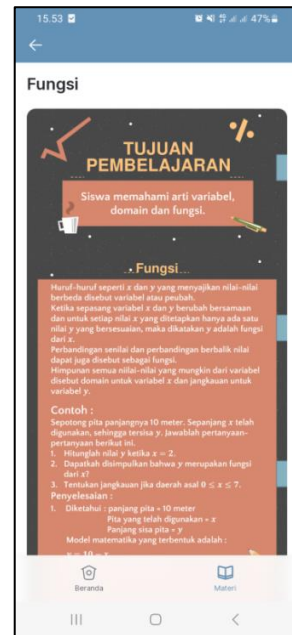 15.53
47%
Fungsi
TUJUAN
PEMBELAJARAN
Siswa memahami arti variabel,
domain dan fungsi.
Fungsi
Huruf-huruf seperti x dan y yang menyajikan nilai-nilai
berbeda disebut variabel atau peubah.
Ketika sepasang variabel x dan y berubah bersamaan
dan untuk setiap nilai x yang ditetapkan hanya ada satu
nilai y yang bersesuaian, maka dikatakan y adalah fungsi
dari x.
Perbandingan senilai dan perbandingan berbalik nilai
dapat juga disebut sebagai fungsi.
Himpunan semua niilai-nilai yang mungkin dari variabel
disebut domain untuk variabel x dan jangkauan untuk
variabel y.
Contoh :
Sepotong pita panjangnya 10 meter. Sepanjang x telah
digunakan, sehingga tersisa y. Jawablah pertanyaan-
pertanyaan berikut ini.
1. Hitunglah nilai y ketika x = 2.
2. Dapatkah disimpulkan bahwa y merupakan fungsi
dari x?
3. Tentukan jangkauan jika daerah asal 0 ≤ x ≤ 7.
Penyelesaian :
1. Diketahui : panjang pita = 10 meter
Pita yang telah digunakan = x
Panjang sisa pita = y
Model matematika yang terbentuk adalah :
y = 10 − x
Beranda
Materi